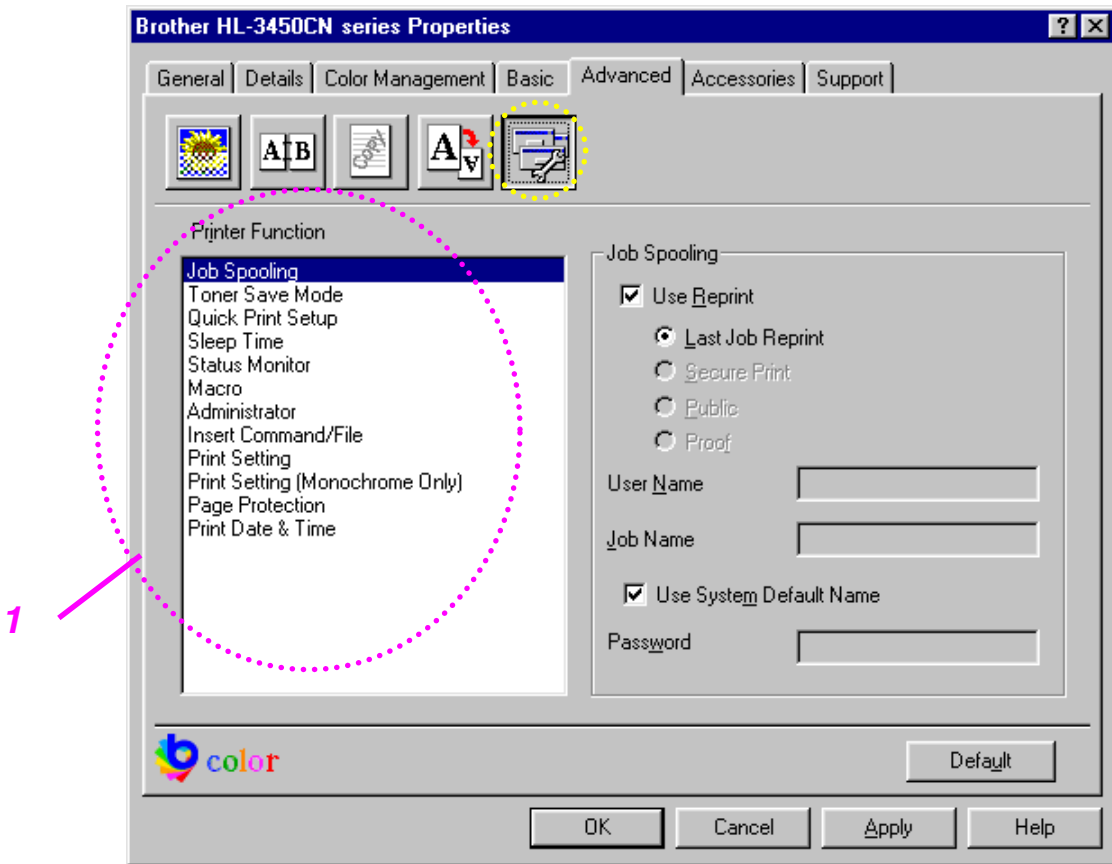 Brother HL-3450CN series Properties
General Details Color Management Basic Advanced Accessories Support
A B COPY A A
Printer Function
Job Spooling
Toner Save Mode
Quick Print Setup
Sleep Time
Status Monitor
Macro
Administrator
Insert Command/File
Print Setting
Print Setting (Monochrome Only)
Page Protection
Print Date & Time
Job Spooling
Use Reprint
Last Job Reprint
Secure Print
Public
Proof
User Name
Job Name
Use System Default Name
Password
1
b color
Default
OK Cancel Apply Help